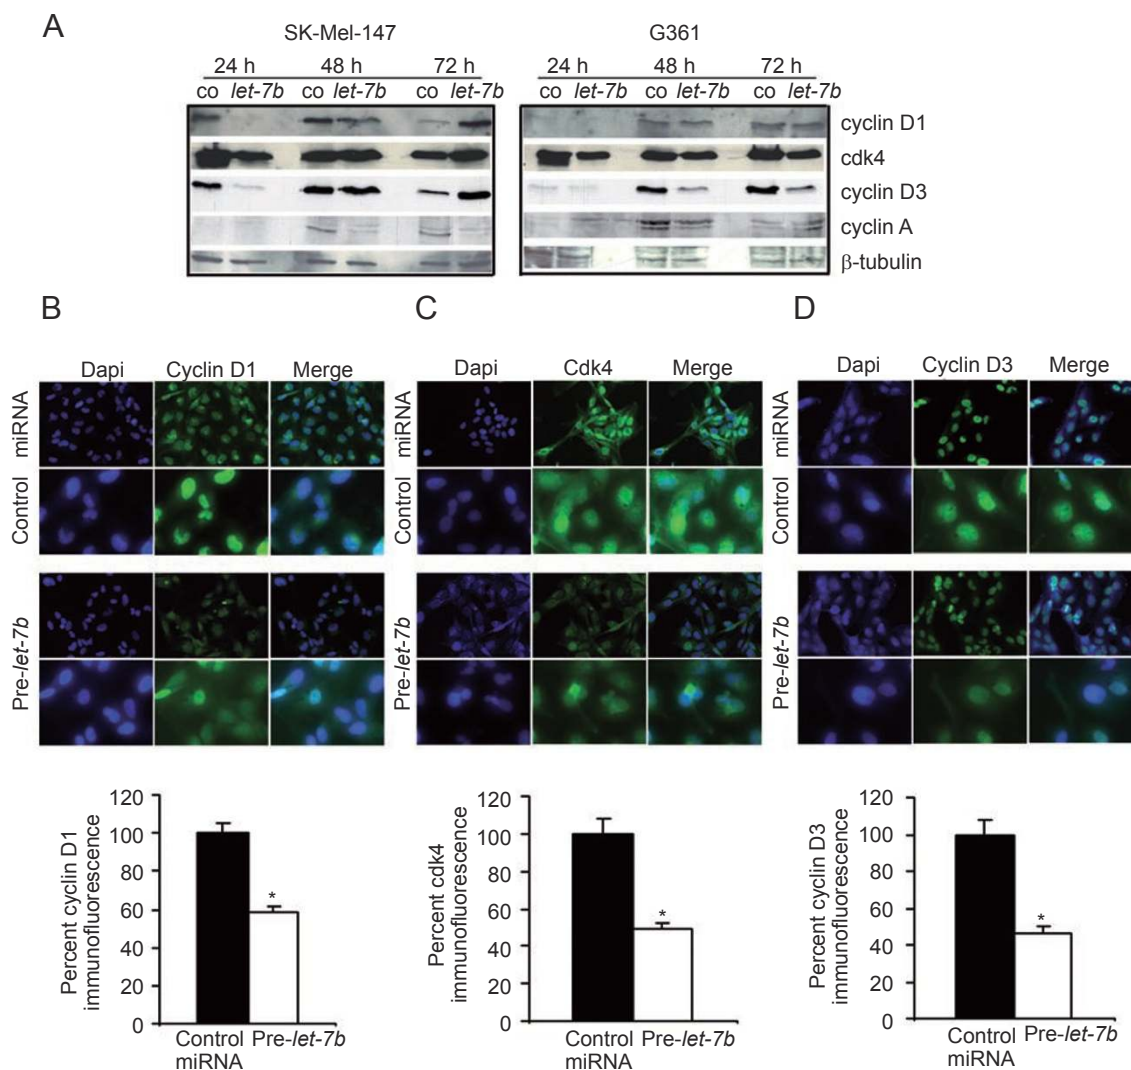 A
SK-Mel-147
G361
24 h 48 h 72 h
24 h 48 h 72 h
co let-7b co let-7b co let-7b
co let-7b co let-7b co let-7b
cyclin D1
cdk4
cyclin D3
cyclin A
β-tubulin
B
Dapi Cyclin D1 Merge
Control miRNA
Pre-let-7b
Percent cyclin D1
immunofluorescence
120
100
80
60
40
20
0
*
Control Pre-let-7b
miRNA
C
Dapi Cdk4 Merge
Control miRNA
Pre-let-7b
Percent cdk4
immunofluorescence
120
100
80
60
40
20
0
*
Control Pre-let-7b
miRNA
D
Dapi Cyclin D3 Merge
Control miRNA
Pre-let-7b
Percent cyclin D3
immunofluorescence
120
100
80
60
40
20
0
*
Control Pre-let-7b
miRNA